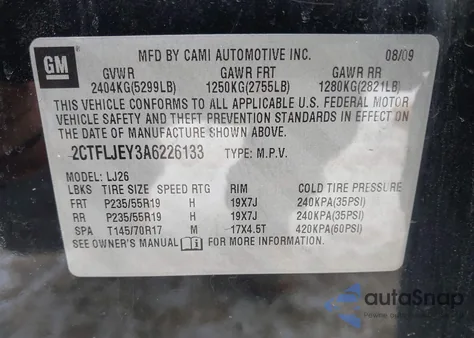 GM
MFD BY CAMI AUTOMOTIVE INC. 08/09
GVWR GAWR FRT GAWR RR
2404KG(5299LB) 1250KG(2755LB) 1280KG(2821LB)
THIS VEHICLE CONFORMS TO ALL APPLICABLE U.S. FEDERAL MOTOR
VEHICLE SAFETY AND THEFT PREVENTION STANDARDS IN
EFFECT ON THE DATE OF MANUFACTURE SHOWN ABOVE.
2CTFLJEY3A6226133 TYPE: M.P.V.
MODEL: LJ26
LBKS TIRE SIZE SPEED RTG RIM COLD TIRE PRESSURE
FRT P235/55R19 H 19X7J 240KPA(35PSI)
RR P235/55R19 H 19X7J 240KPA(35PSI)
SPA T145/70R17 M 17X4.5T 420KPA(60PSI)
SEE OWNER'S MANUAL FOR MORE INFORMATION.
autoSnap